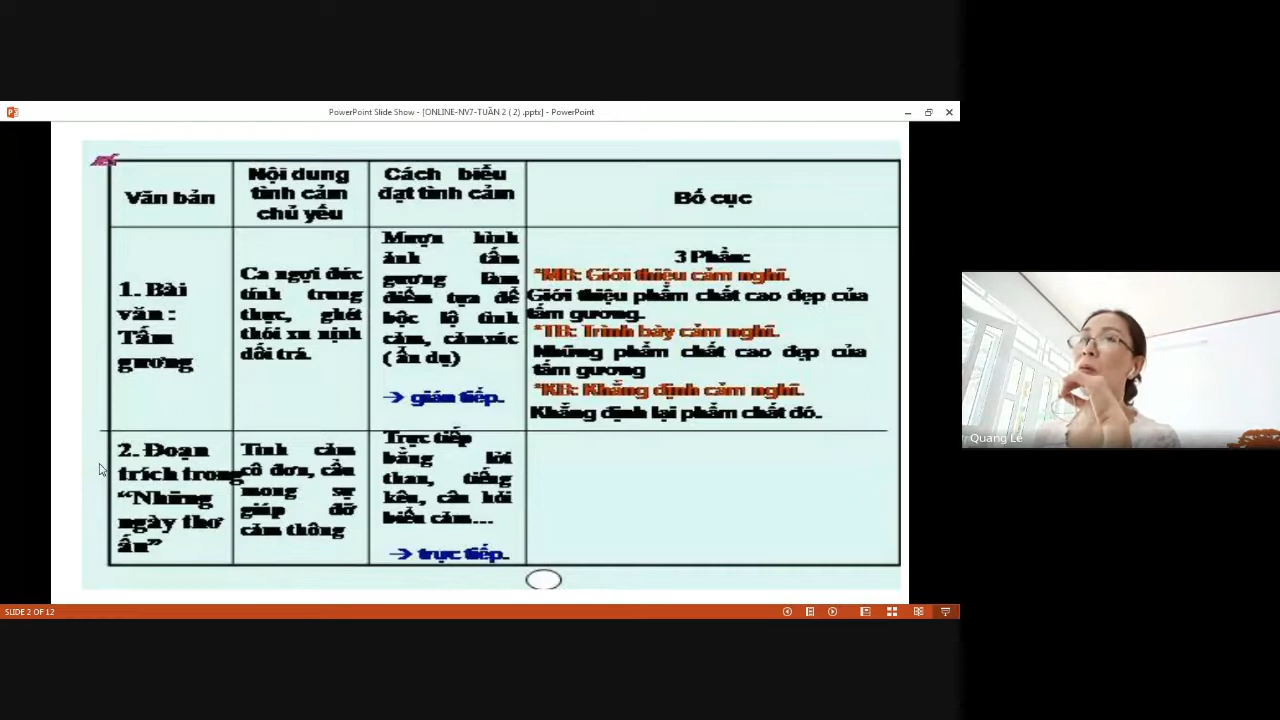 PowerPoint Slide Show - [ONLINE-NV7-TUẦN 2 ( 2) .ppts] - PowerPoint
Văn bản
Nội dung
tình cảm
chủ yếu
Cách biểu
đạt tình cảm
Bố cục
1. Bài
văn :
Tấm
gương
Ca ngợi đức
tính trung
thực, ghét
thói xu nịnh
dối trá.
Mượn hình
ảnh tấm
gương làm
điểm tựa để
bộc lộ tình
cảm, cảm xúc
( ẩn dụ)
→ gián tiếp.
3 Phần:
*MB: Giới thiệu cảm nghĩ.
Giới thiệu phẩm chất cao đẹp của
tấm gương.
*TB: Trình bày cảm nghĩ.
Những phẩm chất cao đẹp của
tấm gương
*KB: Khẳng định cảm nghĩ.
Khẳng định lại phẩm chất đó.
2. Đoạn
trích trong
“Những
ngày thơ
ấu”
Tình cảm
cô đơn, cầu
mong sự
giúp đỡ
cảm thông
Trực tiếp
bằng lời
than, tiếng
kêu, câu hỏi
biểu cảm...
→ trực tiếp.
SLIDE 2 OF 12
Quang Lê